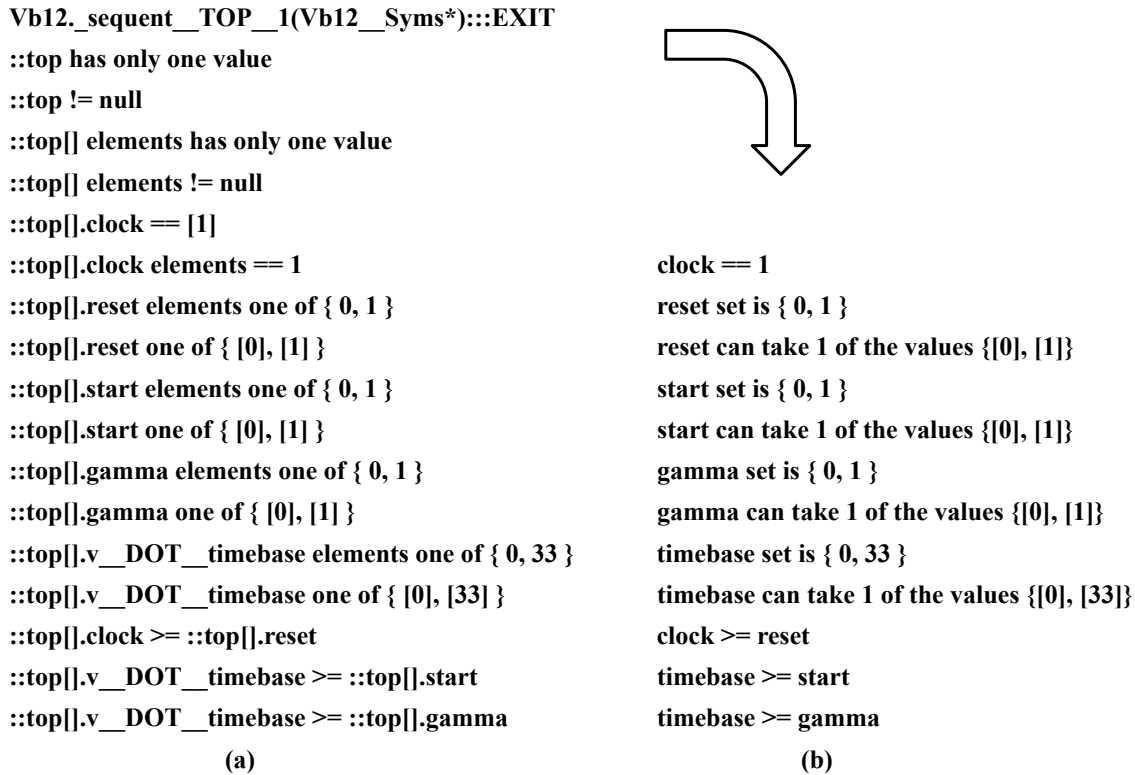 Vb12._sequent__TOP__1(Vb12__Syms*):::EXIT
::top has only one value
::top != null
::top[] elements has only one value
::top[] elements != null
::top[].clock == [1]
::top[].clock elements == 1
::top[].reset elements one of { 0, 1 }
::top[].reset one of { [0], [1] }
::top[].start elements one of { 0, 1 }
::top[].start one of { [0], [1] }
::top[].gamma elements one of { 0, 1 }
::top[].gamma one of { [0], [1] }
::top[].v__DOT__timebase elements one of { 0, 33 }
::top[].v__DOT__timebase one of { [0], [33] }
::top[].clock >= ::top[].reset
::top[].v__DOT__timebase >= ::top[].start
::top[].v__DOT__timebase >= ::top[].gamma
(a)
clock == 1
reset set is { 0, 1 }
reset can take 1 of the values {[0], [1]}
start set is { 0, 1 }
start can take 1 of the values {[0], [1]}
gamma set is { 0, 1 }
gamma can take 1 of the values {[0], [1]}
timebase set is { 0, 33 }
timebase can take 1 of the values {[0], [33]}
clock >= reset
timebase >= start
timebase >= gamma
(b)